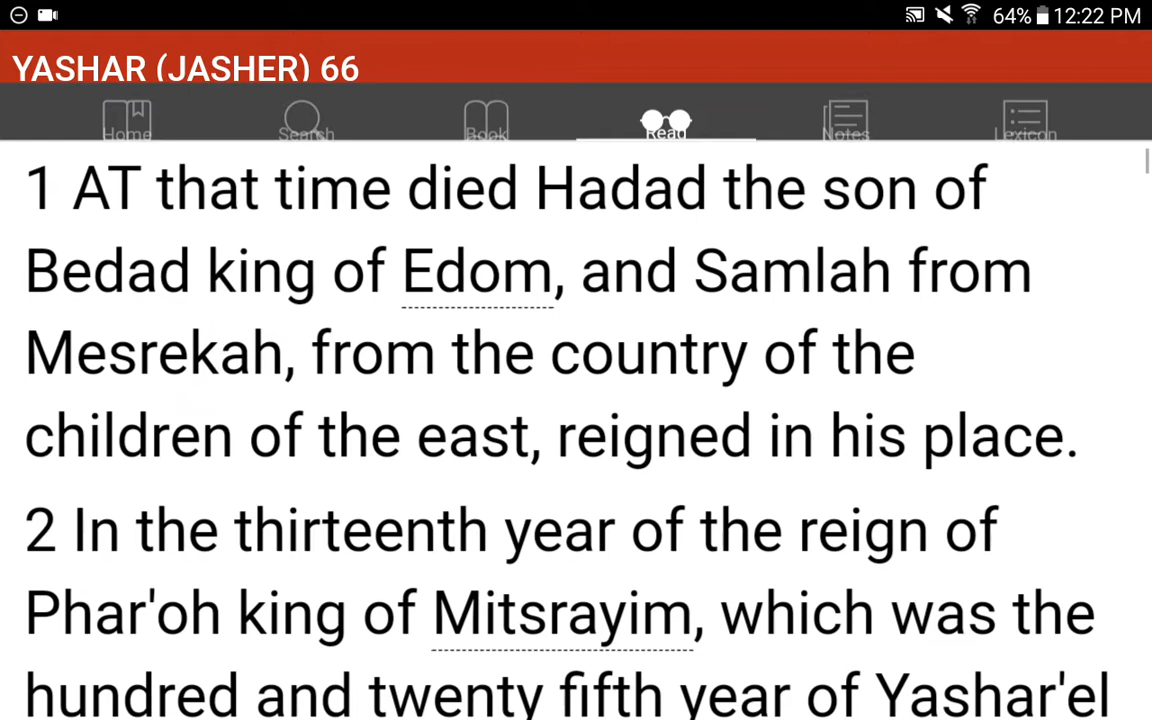 64% 12:22 PM
YASHAR (JASHER) 66
Home Search Book Read Notes Lexicon
1 AT that time died Hadad the son of
Bedad king of Edom, and Samlah from
Mesrekah, from the country of the
children of the east, reigned in his place.
2 In the thirteenth year of the reign of
Phar'oh king of Mitsrayim, which was the
hundred and twenty fifth year of Yashar'el